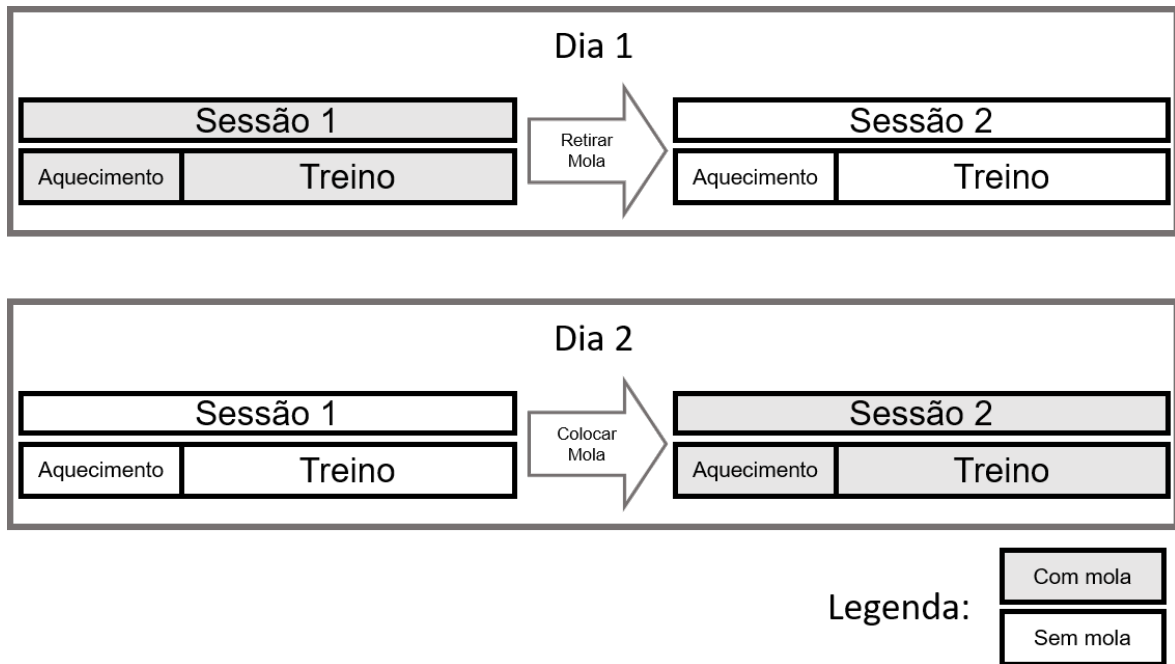 Dia 1
Sessão 1
Aquecimento
Treino
Retirar
Mola
Sessão 2
Aquecimento
Treino
Dia 2
Sessão 1
Aquecimento
Treino
Colocar
Mola
Sessão 2
Aquecimento
Treino
Legenda:
Com mola
Sem mola